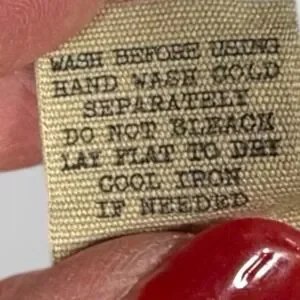 WASH BEFORE USING
HAND WASH COLD
SEPARATELY
DO NOT BLEACH
LAY FLAT TO DRY
COOL IRON
IF NEEDED